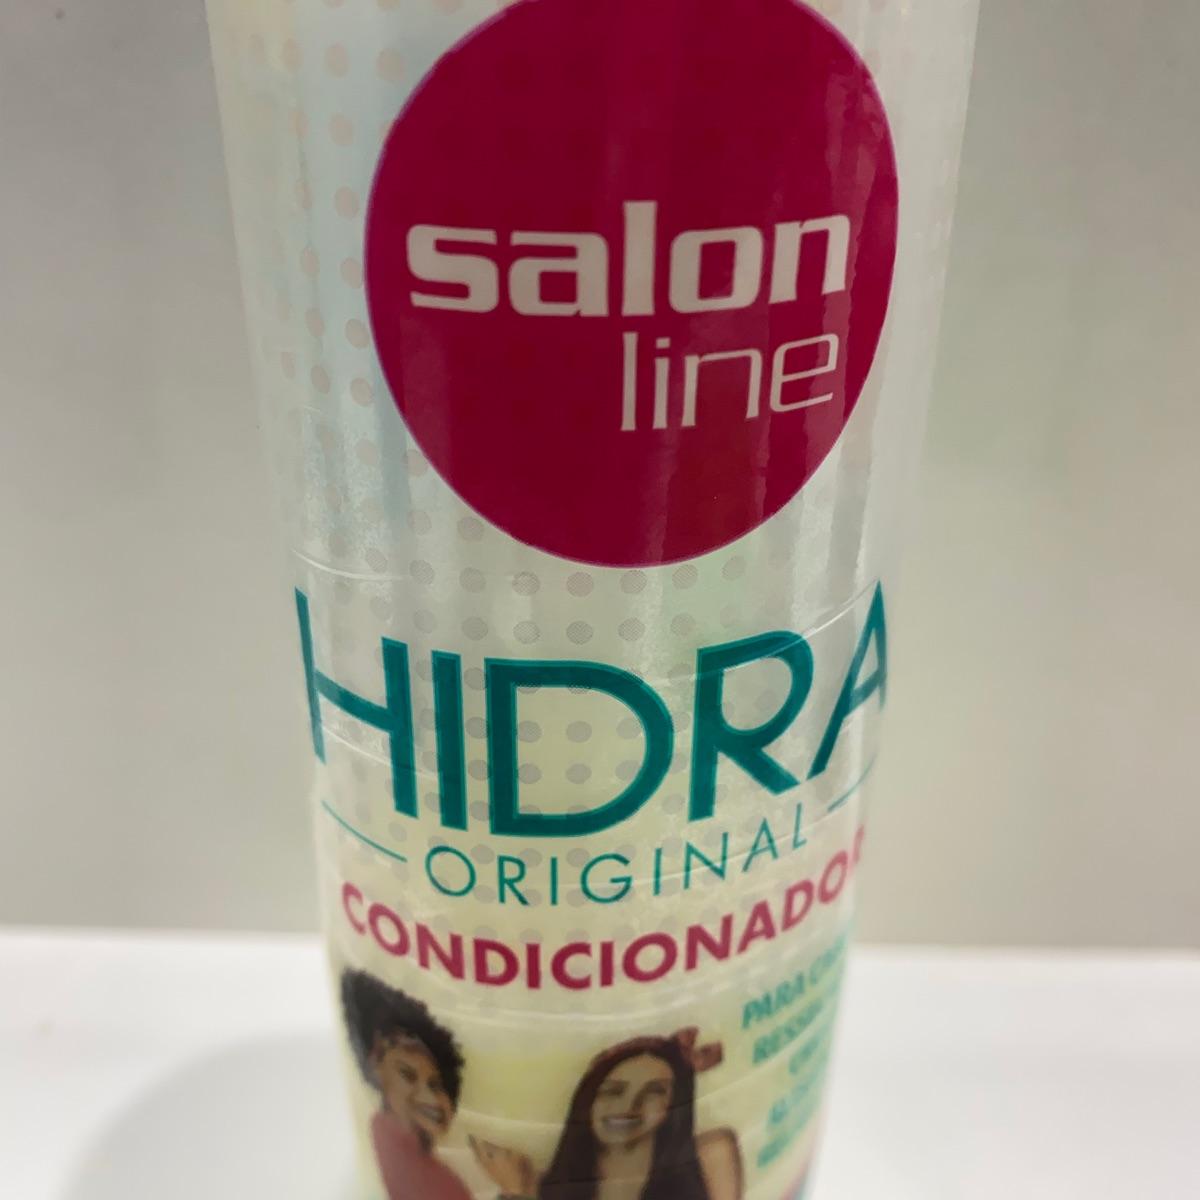 salon
line
HIDRA
ORIGINAL
CONDICIONADOR
PARA